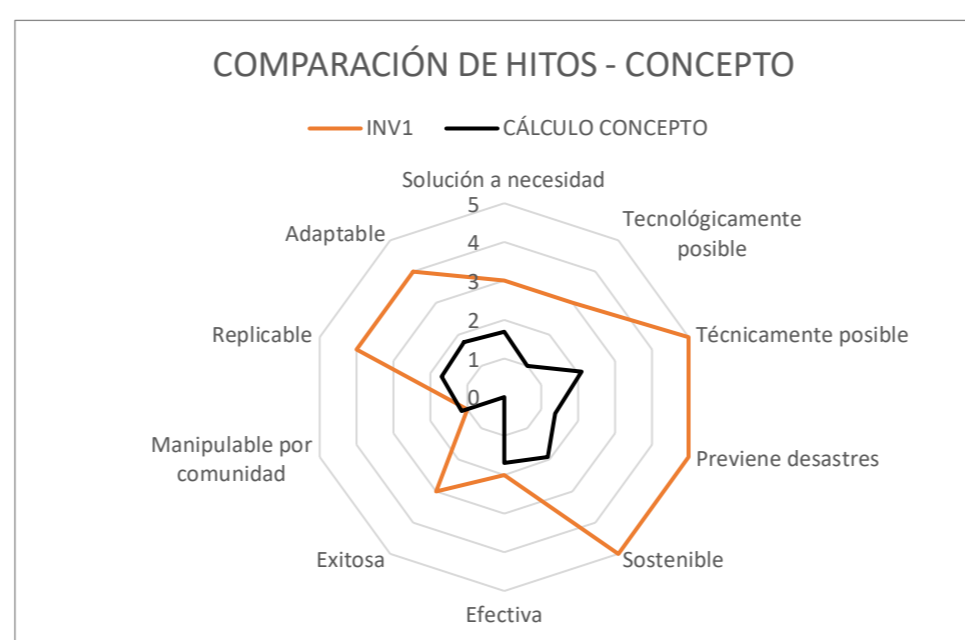 COMPARACIÓN DE HITOS - CONCEPTO
INV1
CÁLCULO CONCEPTO
Solución a necesidad
Tecnológicamente
posible
Técnicamente posible
Previene desastres
Sostenible
Efectiva
Exitosa
Manipulable por
comunidad
Replicable
Adaptable
5
4
3
2
1
0